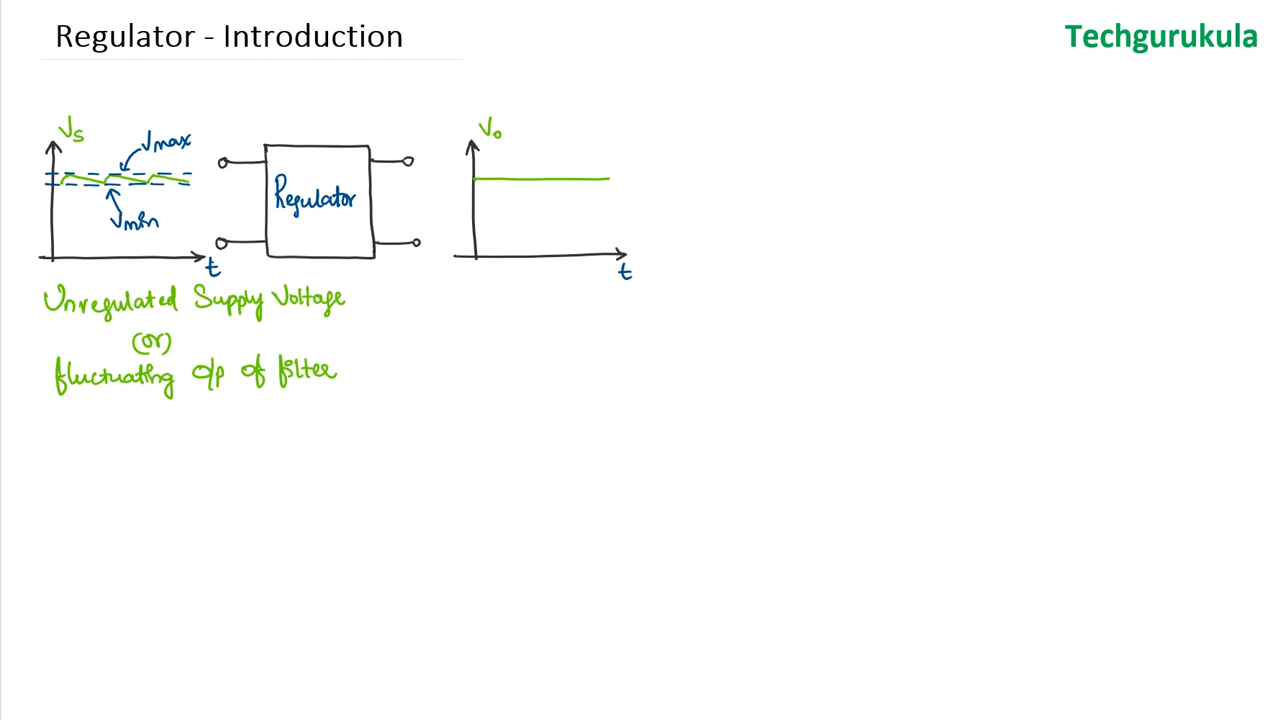 Regulator - Introduction
Techgurukula
Vs
Vmax
Vmin
t
Regulator
Vo
t
Unregulated Supply Voltage
(or)
fluctuating o/p of filter